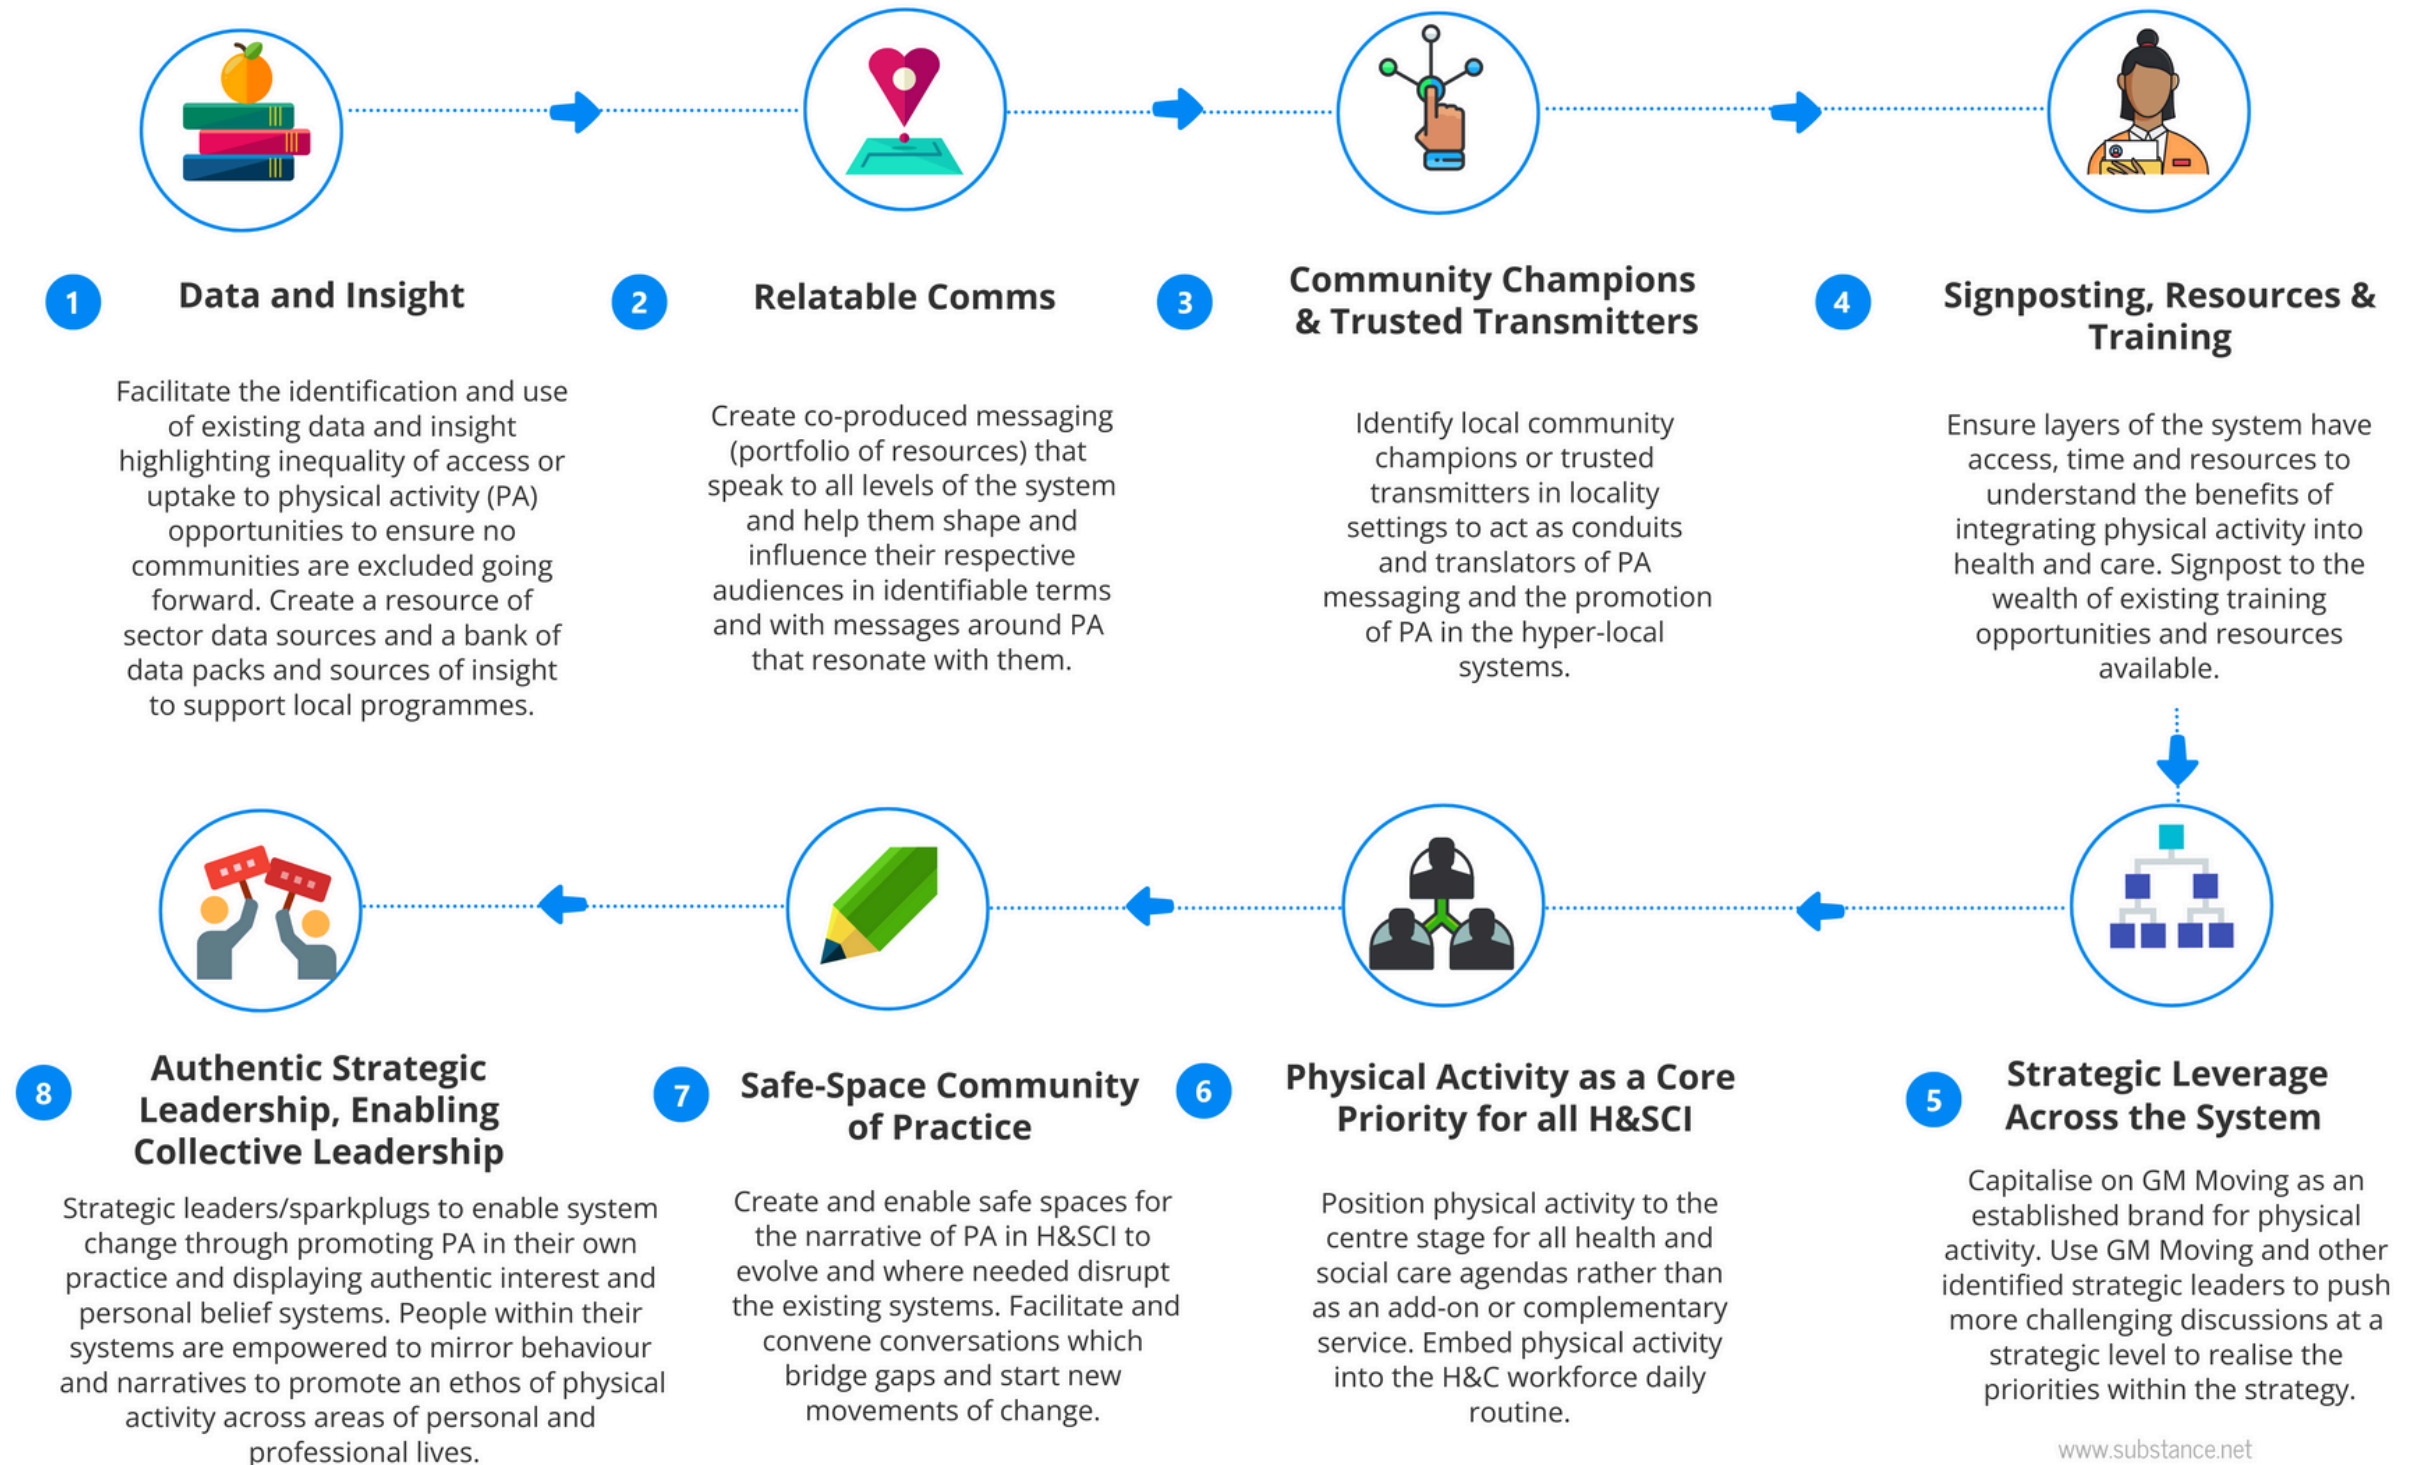 1
Data and Insight
Facilitate the identification and use
of existing data and insight
highlighting inequality of access or
uptake to physical activity (PA)
opportunities to ensure no
communities are excluded going
forward. Create a resource of
sector data sources and a bank of
data packs and sources of insight
to support local programmes.
2
Relatable Comms
Create co-produced messaging
(portfolio of resources) that
speak to all levels of the system
and help them shape and
influence their respective
audiences in identifiable terms
and with messages around PA
that resonate with them.
3
Community Champions
& Trusted Transmitters
Identify local community
champions or trusted
transmitters in locality
settings to act as conduits
and translators of PA
messaging and the promotion
of PA in the hyper-local
systems.
4
Signposting, Resources &
Training
Ensure layers of the system have
access, time and resources to
understand the benefits of
integrating physical activity into
health and care. Signpost to the
wealth of existing training
opportunities and resources
available.
5
Strategic Leverage
Across the System
Capitalise on GM Moving as an
established brand for physical
activity. Use GM Moving and other
identified strategic leaders to push
more challenging discussions at a
strategic level to realise the
priorities within the strategy.
6
Physical Activity as a Core
Priority for all H&SCI
Position physical activity to the
centre stage for all health and
social care agendas rather than
as an add-on or complementary
service. Embed physical activity
into the H&C workforce daily
routine.
7
Safe-Space Community
of Practice
Create and enable safe spaces for
the narrative of PA in H&SCI to
evolve and where needed disrupt
the existing systems. Facilitate and
convene conversations which
bridge gaps and start new
movements of change.
8
Authentic Strategic
Leadership, Enabling
Collective Leadership
Strategic leaders/sparkplugs to enable system
change through promoting PA in their own
practice and displaying authentic interest and
personal belief systems. People within their
systems are empowered to mirror behaviour
and narratives to promote an ethos of physical
activity across areas of personal and
professional lives.
www.substance.net